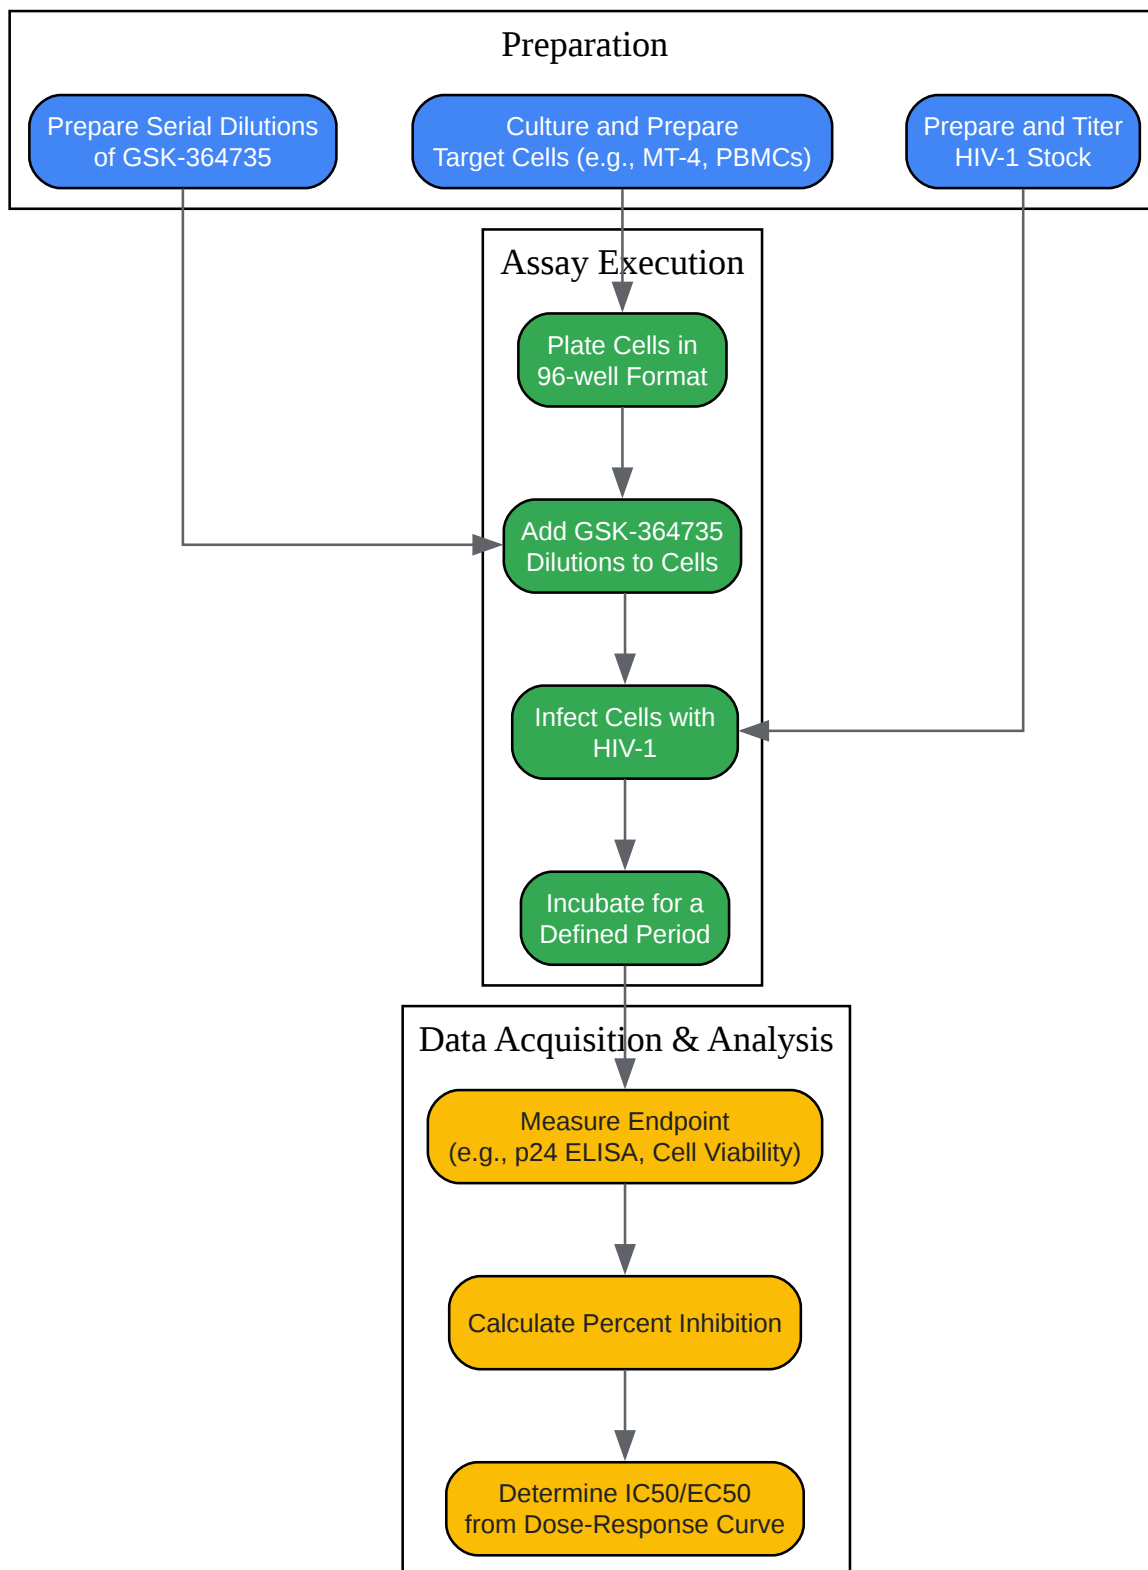 Preparation
Prepare Serial Dilutions
of GSK-364735
Culture and Prepare
Target Cells (e.g., MT-4, PBMCs)
Prepare and Titer
HIV-1 Stock
Assay Execution
Plate Cells in
96-well Format
Add GSK-364735
Dilutions to Cells
Infect Cells with
HIV-1
Incubate for a
Defined Period
Data Acquisition & Analysis
Measure Endpoint
(e.g., p24 ELISA, Cell Viability)
Calculate Percent Inhibition
Determine IC50/EC50
from Dose-Response Curve